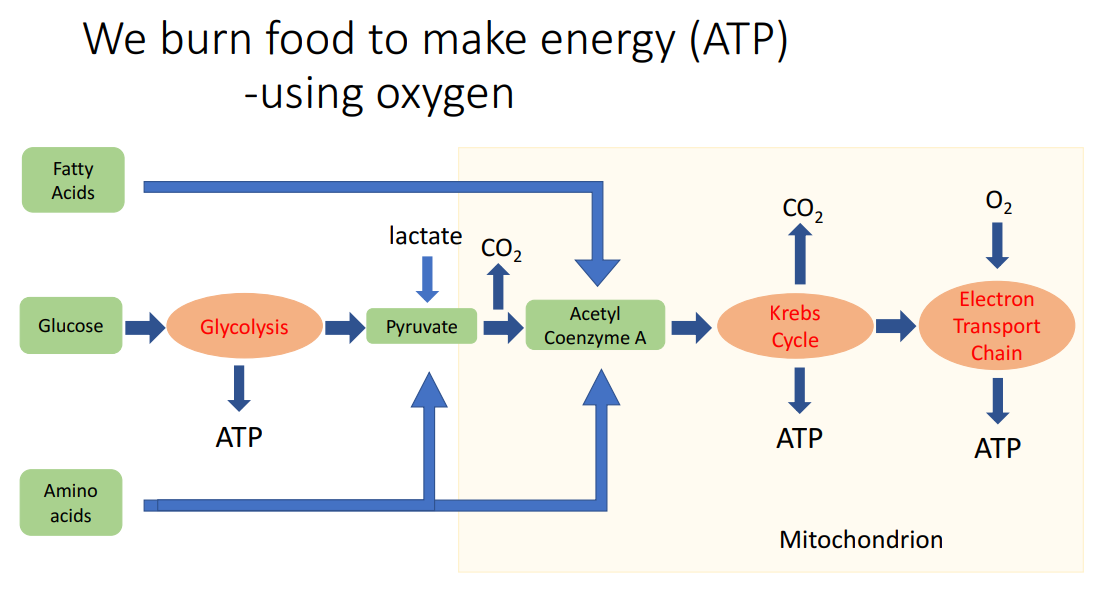 We burn food to make energy (ATP)
-using oxygen
Fatty
Acids
lactate
CO₂
CO₂
O₂
Glucose
Glycolysis
Pyruvate
Acetyl
Coenzyme A
Krebs
Cycle
Electron
Transport
Chain
ATP
ATP
ATP
Amino
acids
Mitochondrion